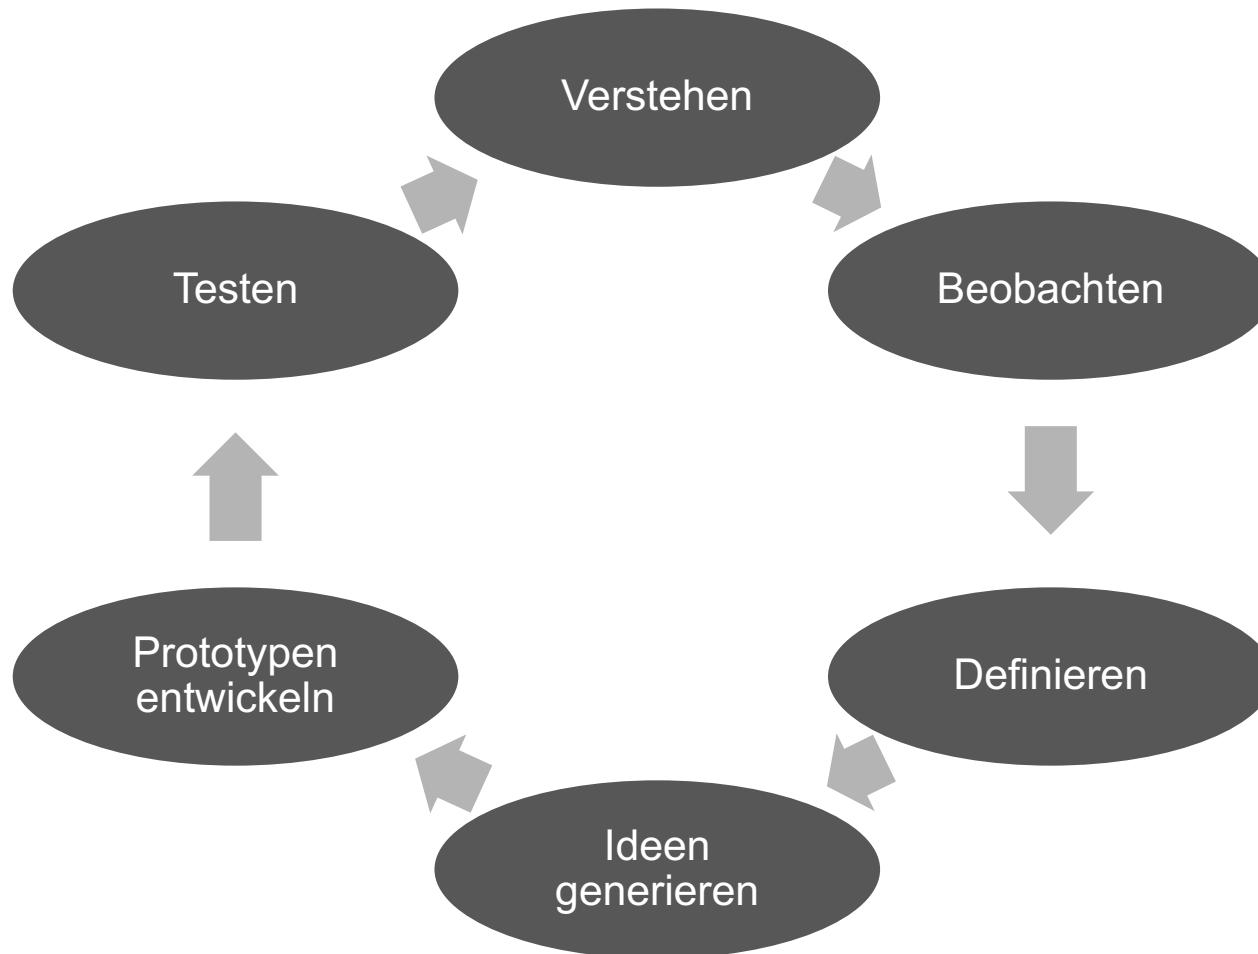 Verstehen
Beobachten
Definieren
Ideen
generieren
Prototypen
entwickeln
Testen